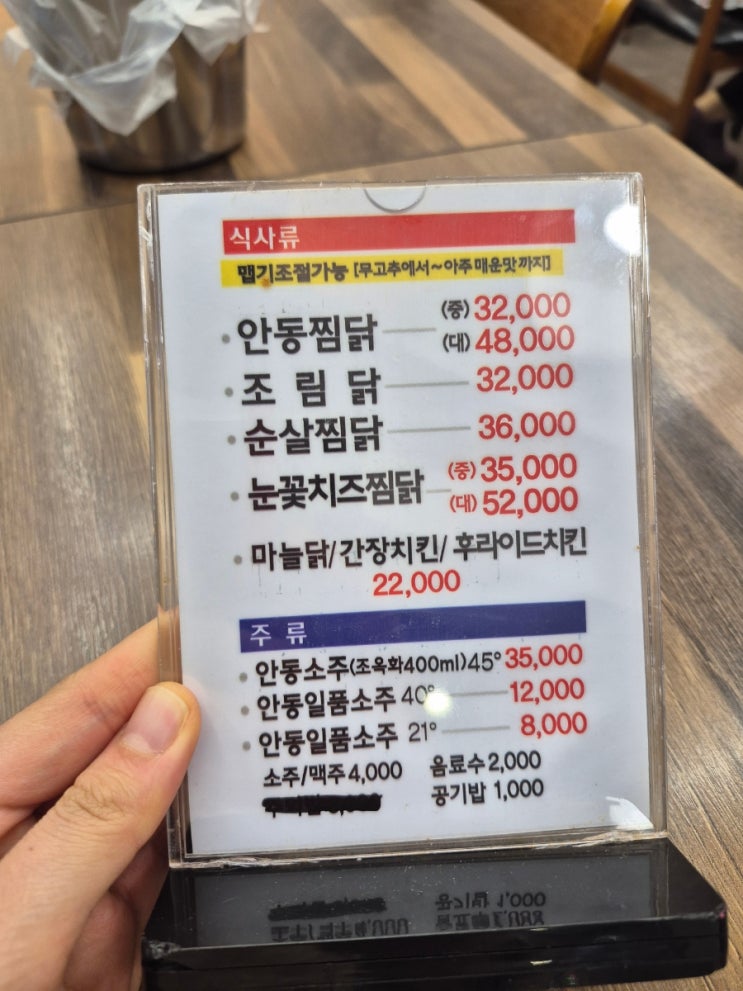 식사류
맵기조절가능 [무고추에서~아주매운맛까지]
안동찜닭 (중) 32,000
(대) 48,000
조림닭 32,000
순살찜닭 36,000
눈꽃치즈찜닭 (중) 35,000
(대) 52,000
마늘닭/간장치킨/후라이드치킨
22,000
주류
안동소주(조옥화400ml)45° 35,000
안동일품소주 40° 12,000
안동일품소주 21° 8,000
소주/맥주 4,000 음료수 2,000
공기밥 1,000